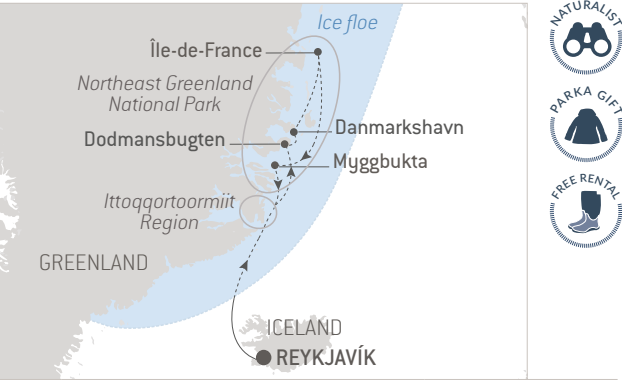 Ice floe
Île-de-France
Northeast Greenland
National Park
Danmarkshavn
Dodmansbugten
Myggbukta
Ittoqqortoormiit
Region
GREENLAND
ICELAND
REYKJAVÍK
NATURALIST
PARKA GIFT
FREE RENTAL